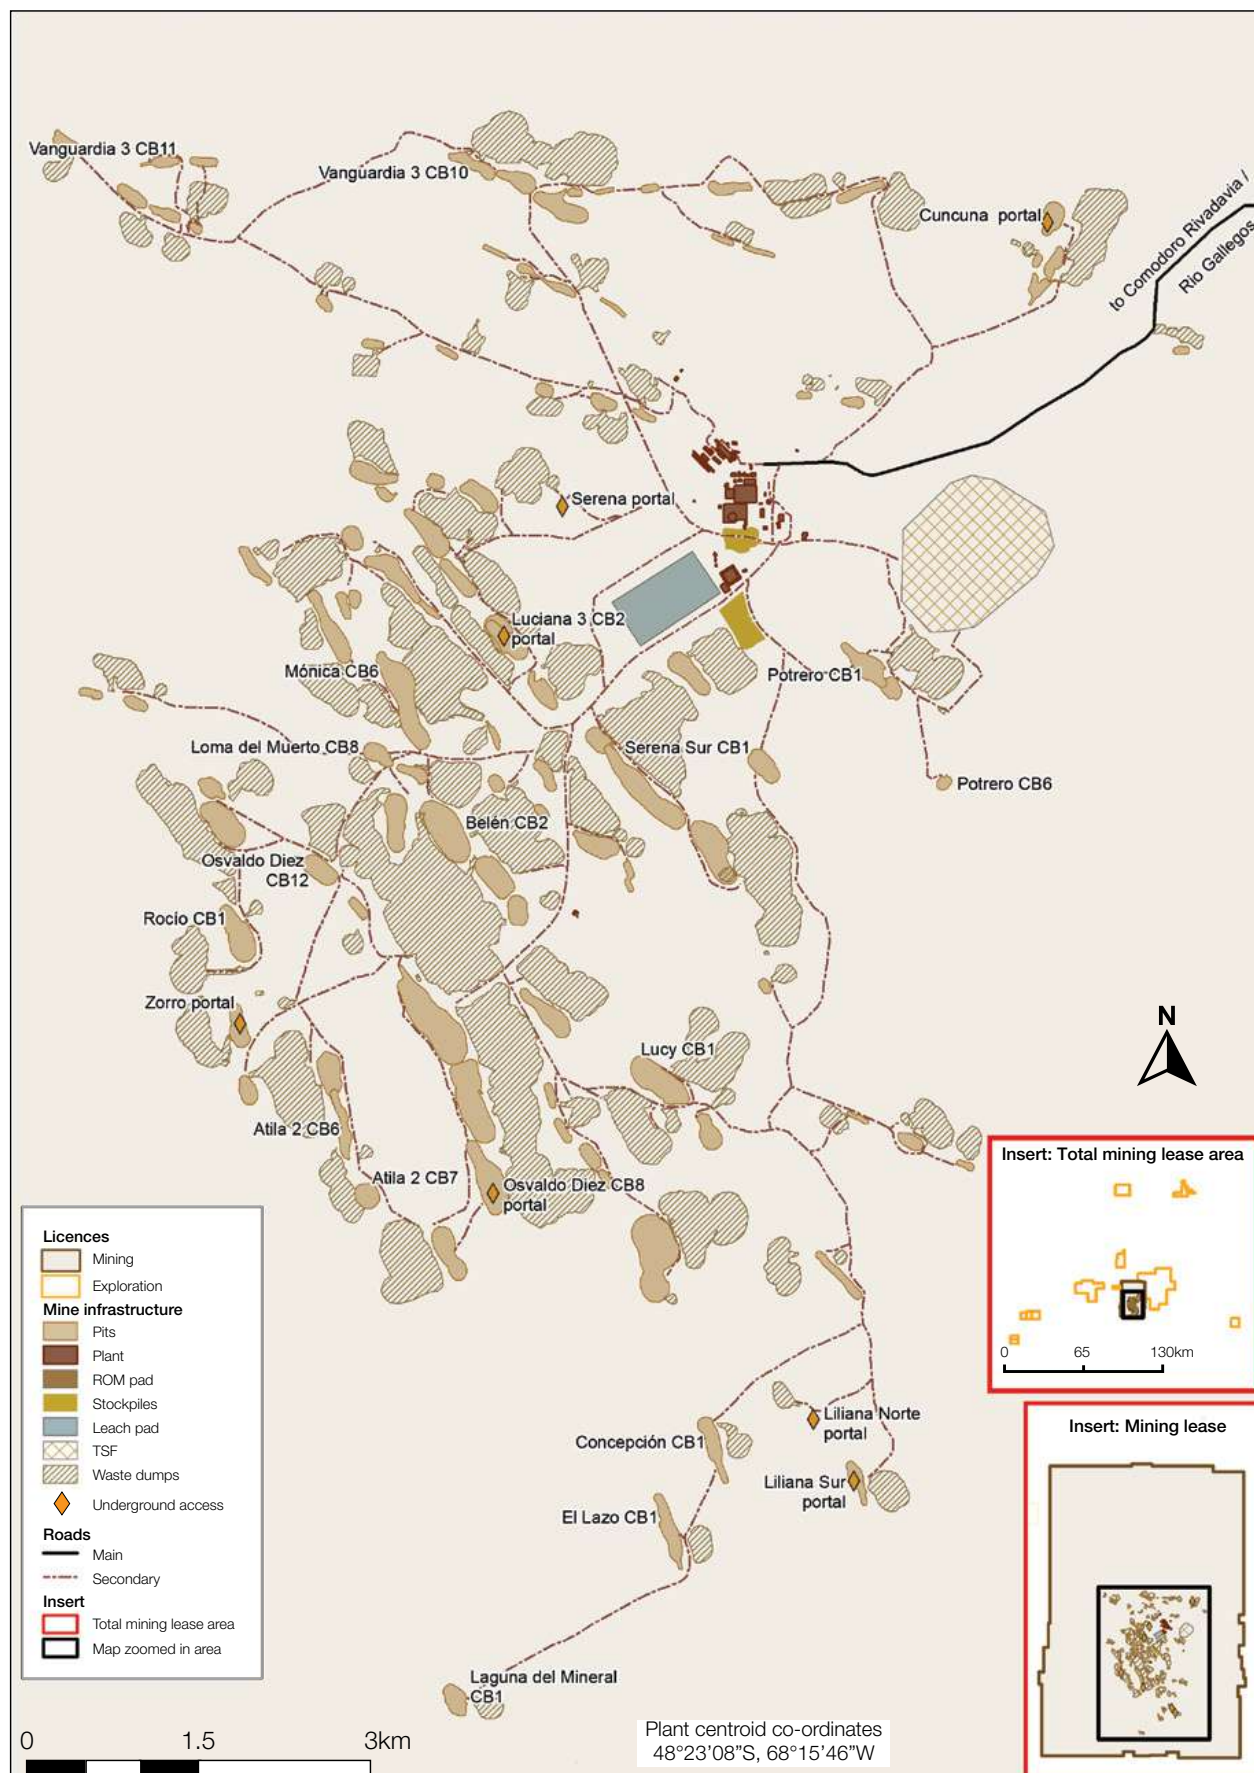 Vanguardia 3 CB11
Vanguardia 3 CB10
Cuncuna portal
to Comodoro Rivadavia /
Rio Gallegos
Serena portal
Luciana 3 CB2
portal
Mónica CB6
Potrero CB1
Loma del Muerto CB8
Serena Sur CB1
Potrero CB6
Belén CB2
Osvaldo Diez
CB12
Rocio CB1
Zorro portal
N
Lucy CB1
Atila 2 CB6
Atila 2 CB7
Osvaldo Diez CB8
portal
Insert: Total mining lease area
0 65 130km
Licences
Mining
Exploration
Mine infrastructure
Pits
Plant
ROM pad
Stockpiles
Leach pad
TSF
Waste dumps
Underground access
Roads
Main
Secondary
Insert
Total mining lease area
Map zoomed in area
Liliana Norte
portal
Concepción CB1
Liliana Sur
portal
El Lazo CB1
Insert: Mining lease
Laguna del Mineral
CB1
0 1.5 3km
Plant centroid co-ordinates
48°23’08”S, 68°15’46”W